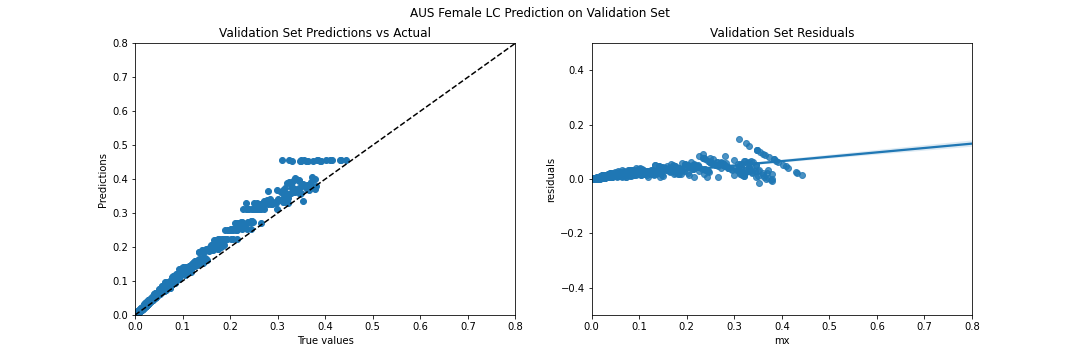 AUS Female LC Prediction on Validation Set
Validation Set Predictions vs Actual
0.8
0.7
0.6
0.5
0.4
0.3
0.2
0.1
0.0
Predictions
0.0 0.1 0.2 0.3 0.4 0.5 0.6 0.7 0.8
True values
Validation Set Residuals
0.4
0.2
0.0
−0.2
−0.4
residuals
0.0 0.1 0.2 0.3 0.4 0.5 0.6 0.7 0.8
mx